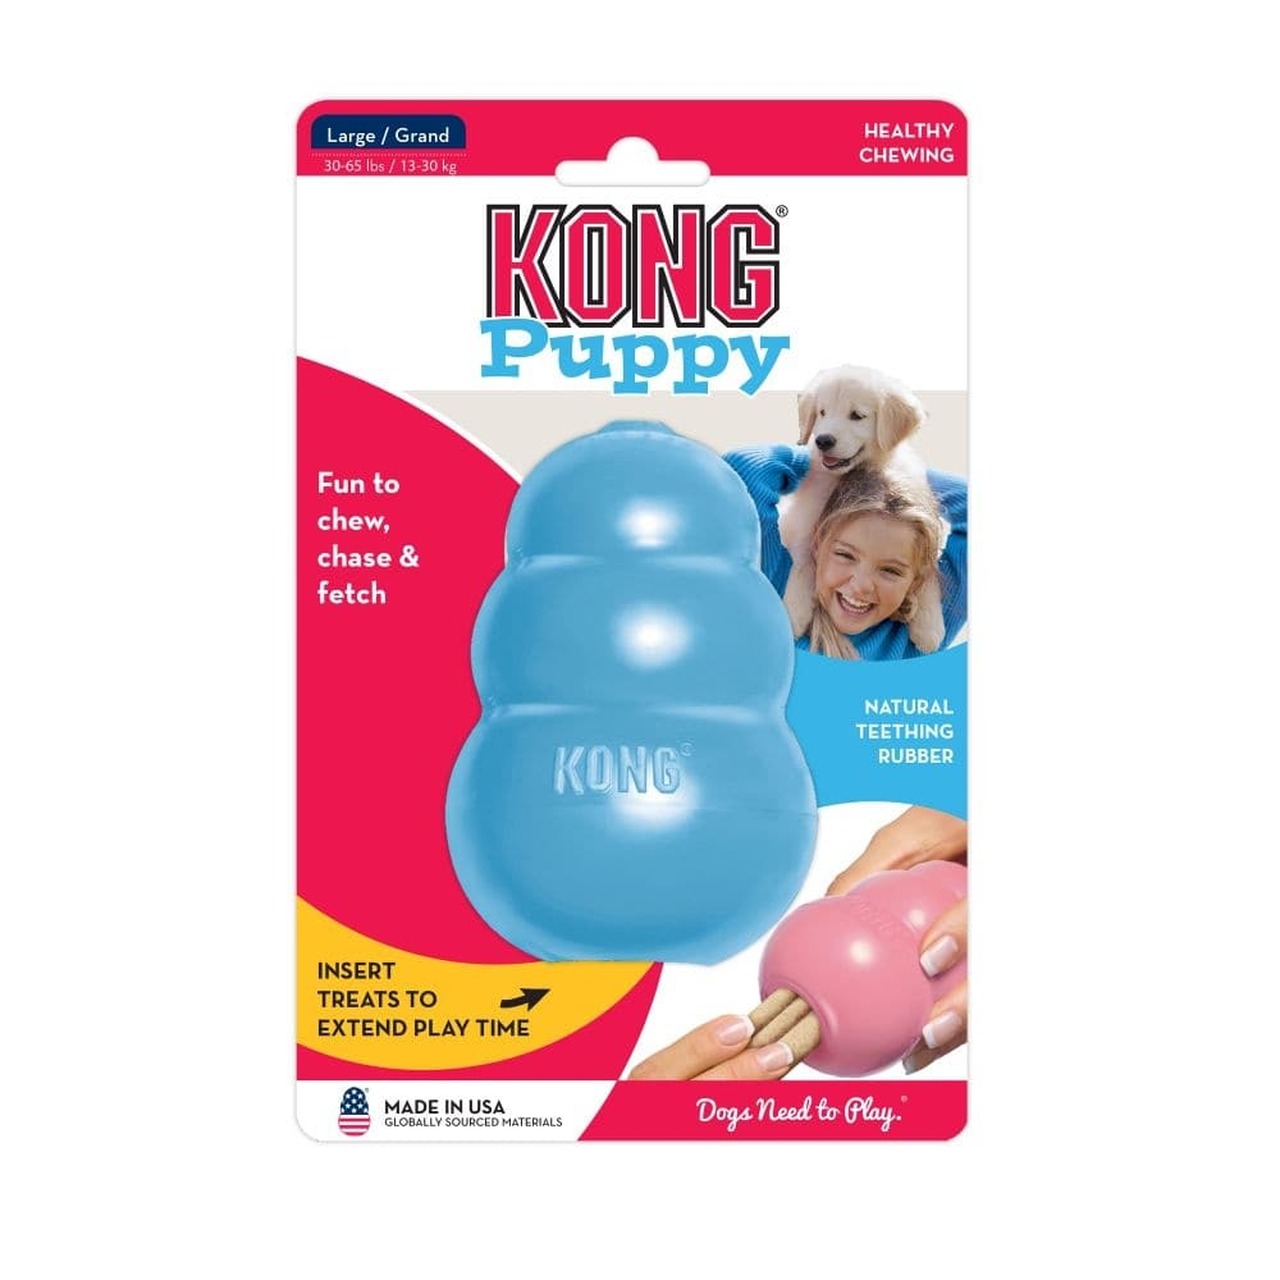 Large / Grand
30-65 lbs / 13-30 kg
HEALTHY
CHEWING
KONG®
Puppy
Fun to
chew,
chase &
fetch
NATURAL
TEETHING
RUBBER
KONG®
INSERT
TREATS TO
EXTEND PLAY TIME
MADE IN USA
GLOBALLY SOURCED MATERIALS
Dogs Need to Play.®